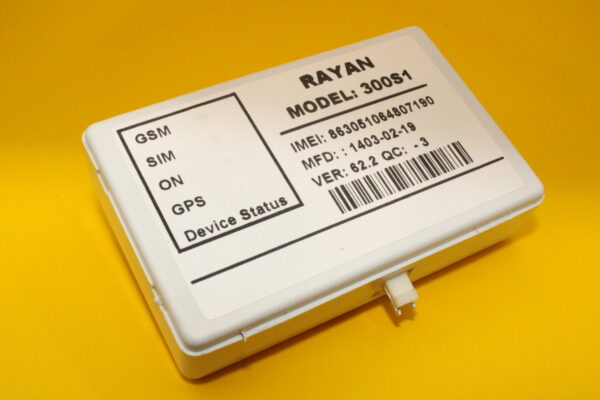 RAYAN
MODEL: 300S1
IMEI: 863051064807190
MFD: : 1403-02-19
VER: 62.2 QC: - 3
GSM
SIM
ON
GPS
Device Status